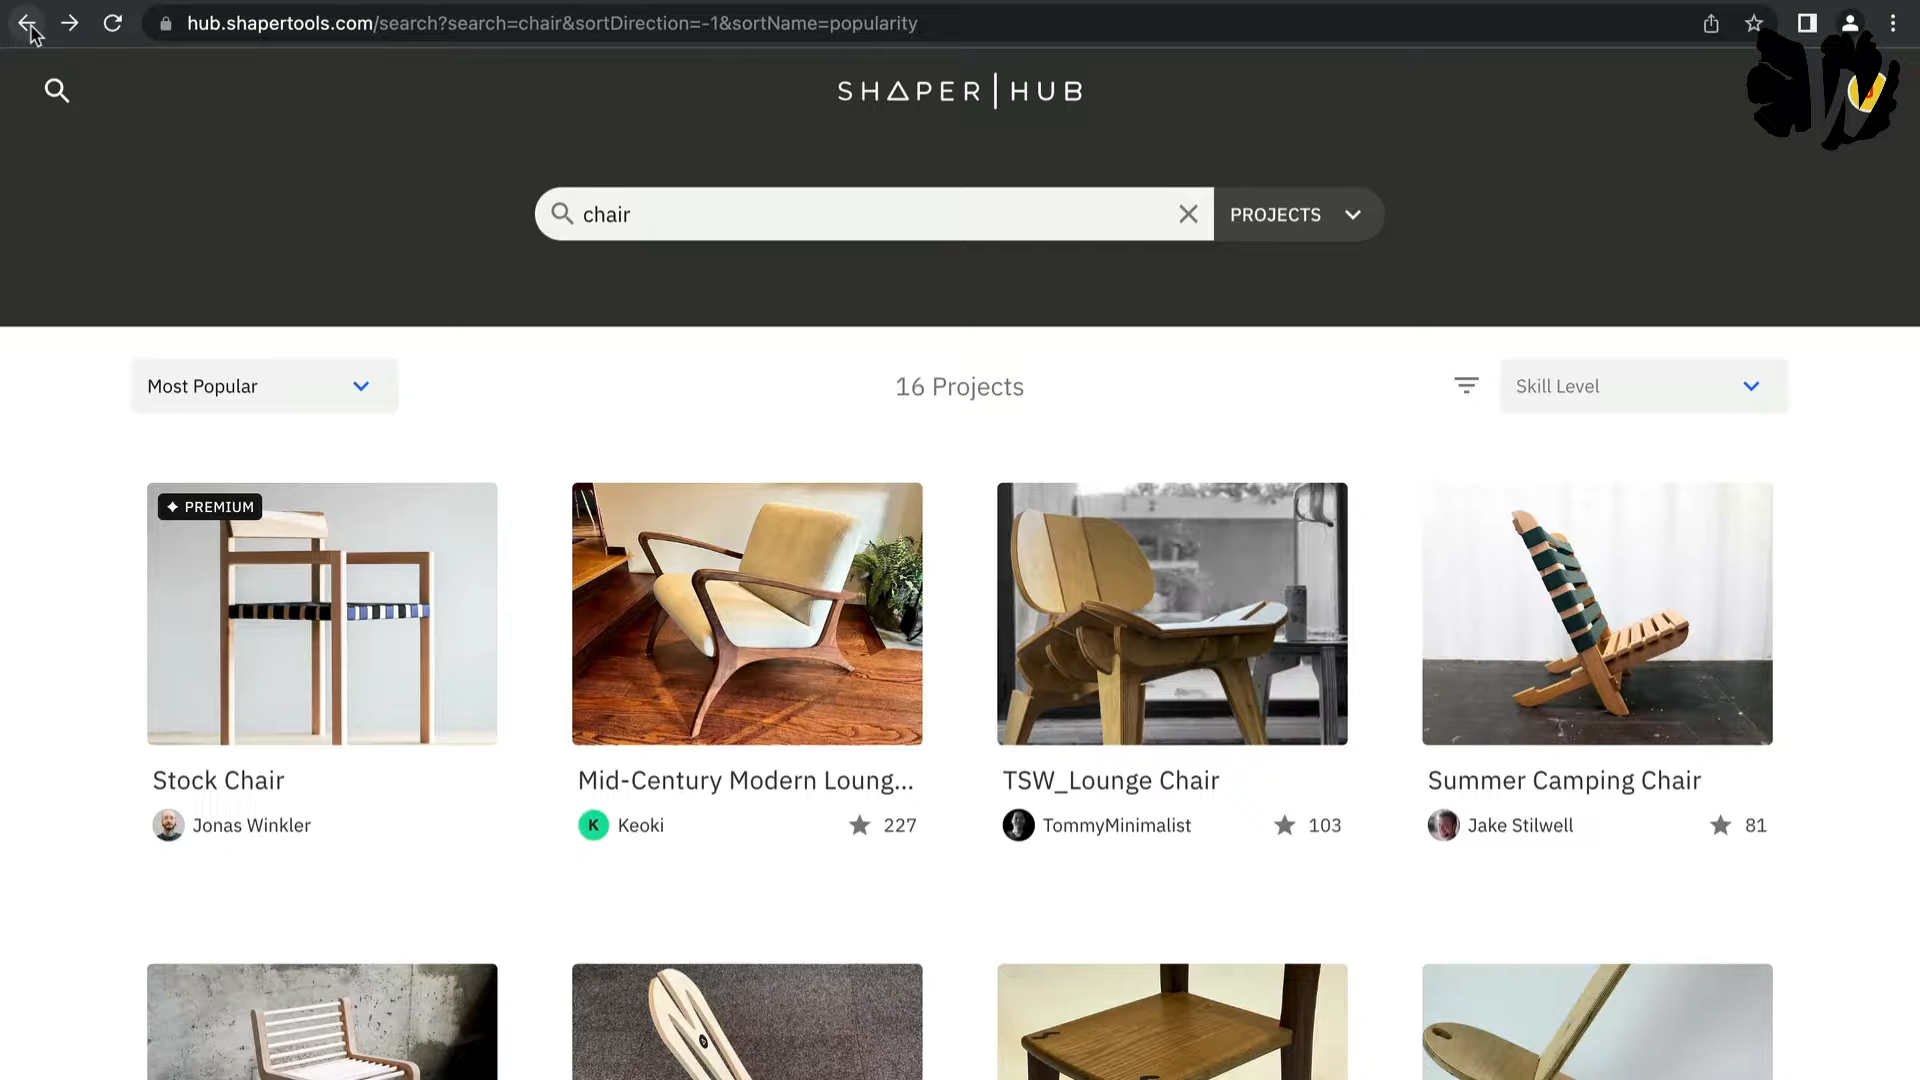 hub.shapertools.com/search?search=chair&sortDirection=-1&sortName=popularity
SHAPER | HUB
chair
PROJECTS
Most Popular
16 Projects
Skill Level
PREMIUM
Stock Chair
Mid-Century Modern Loung...
TSW_Lounge Chair
Summer Camping Chair
Jonas Winkler
K Keoki
227
TommyMinimalist
103
Jake Stilwell
81